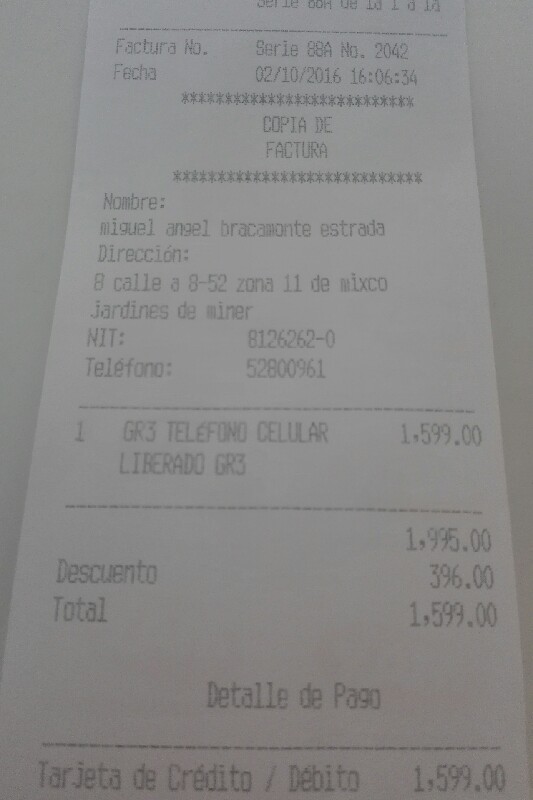 Serie 88A de la 1 a la
Factura No. Serie 88A No. 2042
Fecha 02/10/2016 16:06:34
***************************
COPIA DE
FACTURA
*****************************
Nombre:
miguel angel bracamonte estrada
Dirección:
8 calle a 8-52 zona 11 de mixco
jardines de miner
NIT: 8126262-0
Teléfono: 52800961
1 GR3 TELéFONO CELULAR 1,599.00
LIBERADO GR3
1,995.00
Descuento 396.00
Total 1,599.00
Detalle de Pago
Tarjeta de Crédito / Débito 1,599.00